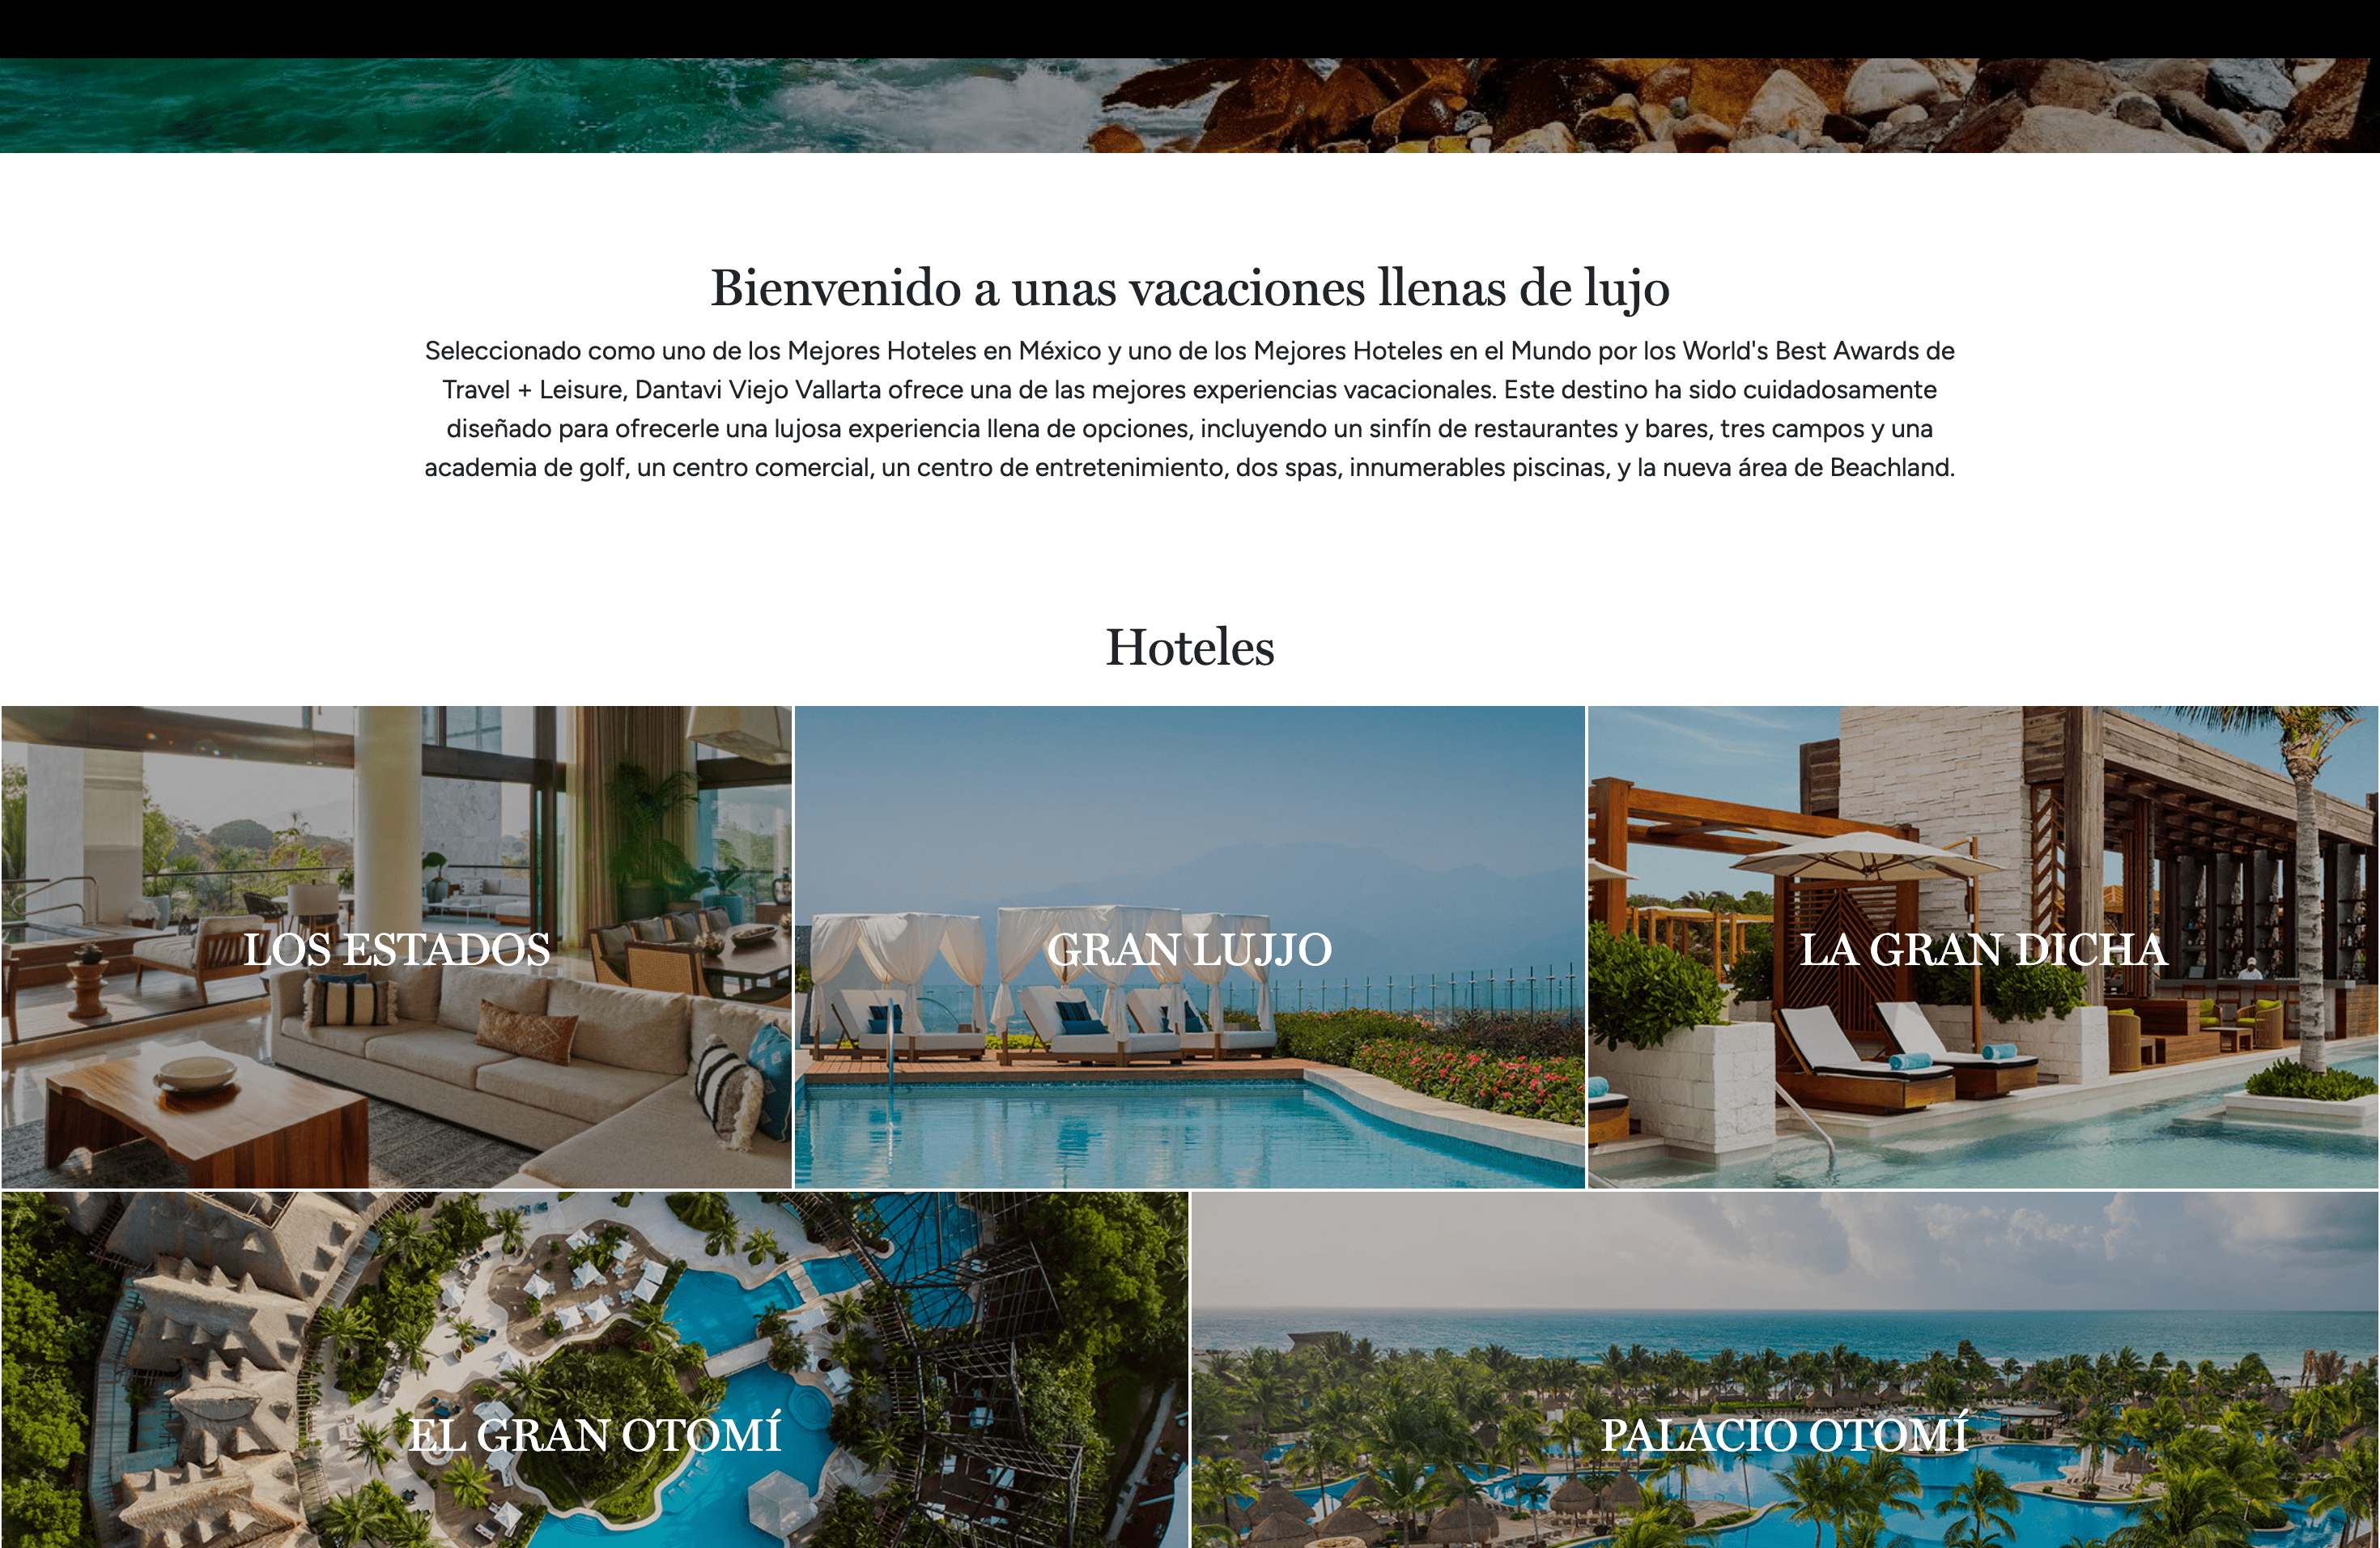 Bienvenido a unas vacaciones llenas de lujo
Seleccionado como uno de los Mejores Hoteles en México y uno de los Mejores Hoteles en el Mundo por los World's Best Awards de
Travel + Leisure, Dantavi Viejo Vallarta ofrece una de las mejores experiencias vacacionales. Este destino ha sido cuidadosamente
diseñado para ofrecerle una lujosa experiencia llena de opciones, incluyendo un sinfín de restaurantes y bares, tres campos y una
academia de golf, un centro comercial, un centro de entretenimiento, dos spas, innumerables piscinas, y la nueva área de Beachland.
Hoteles
LOS ESTADOS
GRAN LUJJO
LA GRAN DICHA
EL GRAN OTOMÍ
PALACIO OTOMÍ